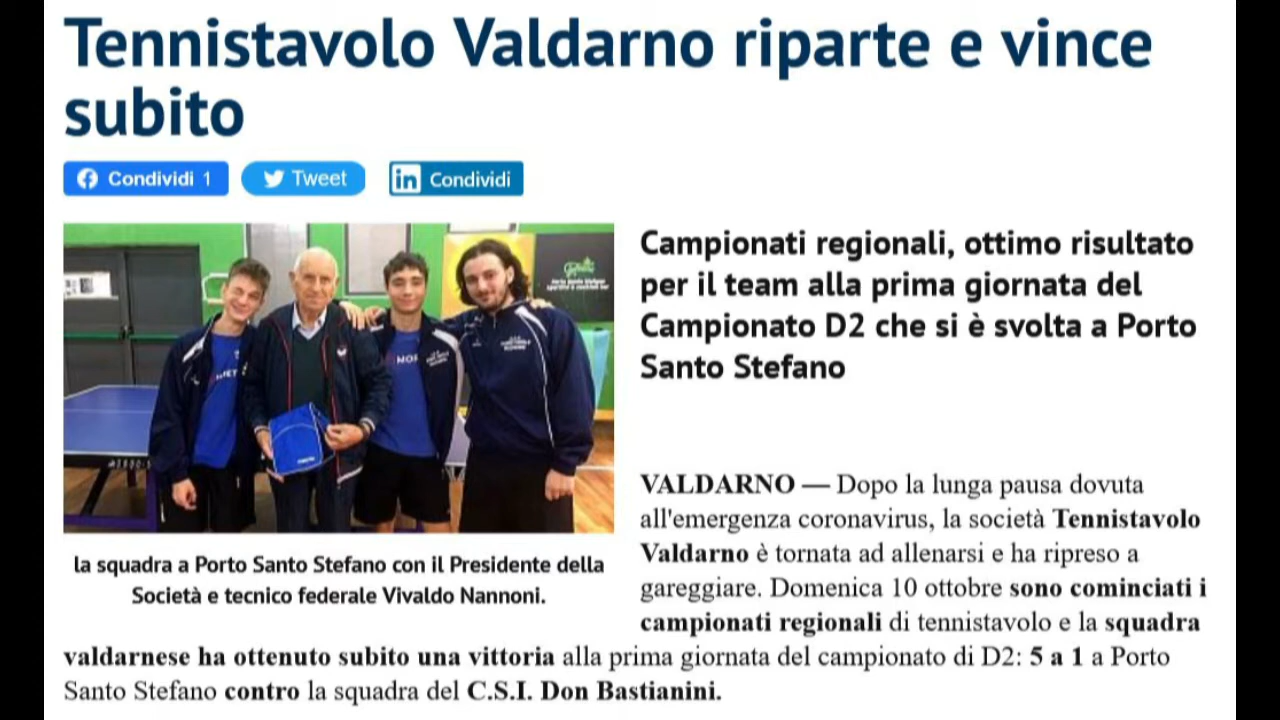 Tennistavolo Valdarno riparte e vince
subito
Condividi 1
Tweet
in Condividi
Campionati regionali, ottimo risultato
per il team alla prima giornata del
Campionato D2 che si è svolta a Porto
Santo Stefano
la squadra a Porto Santo Stefano con il Presidente della
Società e tecnico federale Vivaldo Nannoni.
VALDARNO — Dopo la lunga pausa dovuta
all'emergenza coronavirus, la società Tennistavolo
Valdarno è tornata ad allenarsi e ha ripreso a
gareggiare. Domenica 10 ottobre sono cominciati i
campionati regionali di tennistavolo e la squadra
valdarnese ha ottenuto subito una vittoria alla prima giornata del campionato di D2: 5 a 1 a Porto
Santo Stefano contro la squadra del C.S.I. Don Bastianini.